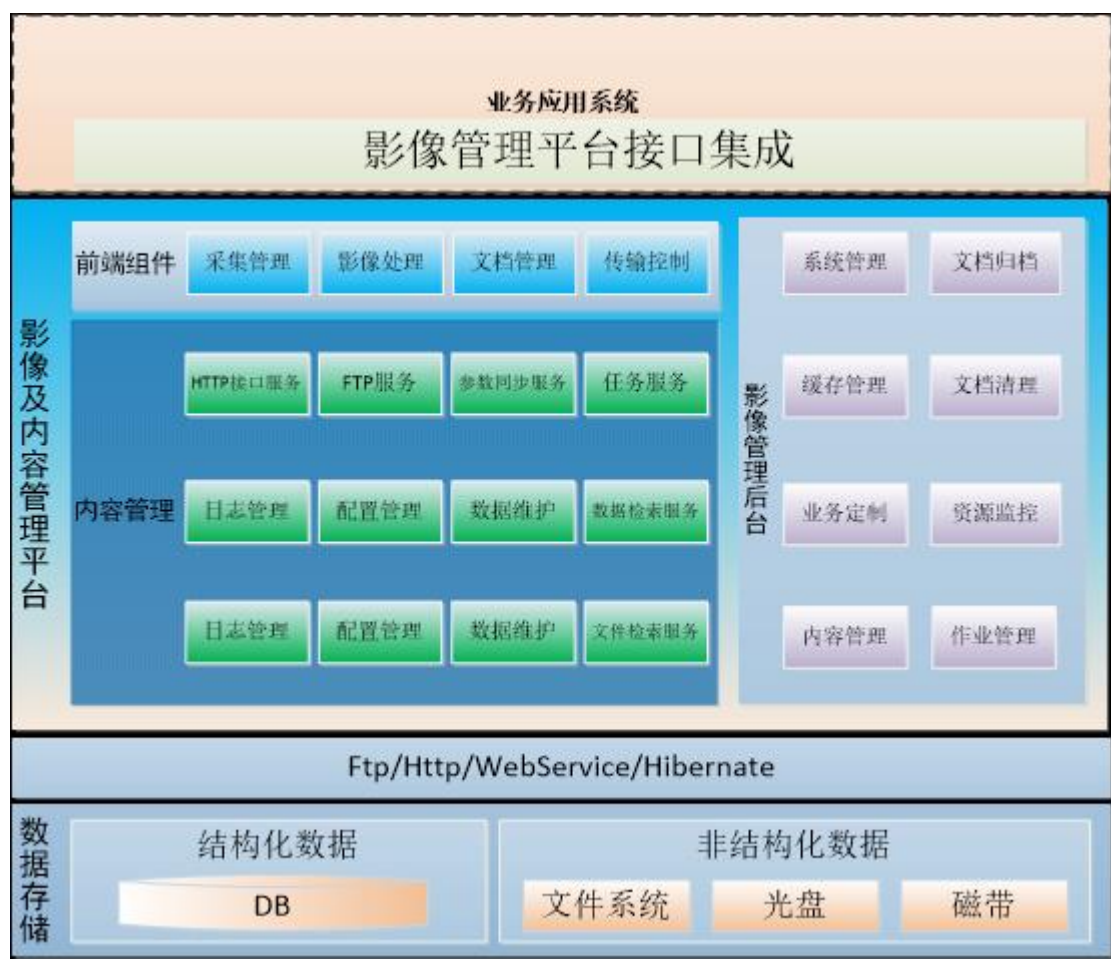 业务应用系统
影像管理平台接口集成
影像及内容管理平台
前端组件
采集管理
影像处理
文档管理
传输控制
内容管理
HTTP接口服务
FTP服务
参数同步服务
任务服务
日志管理
配置管理
数据维护
数据检索服务
日志管理
配置管理
数据维护
文件检索服务
影像管理后台
系统管理
文档归档
缓存管理
文档清理
业务定制
资源监控
内容管理
作业管理
Ftp/Http/WebService/Hibernate
数据存储
结构化数据
DB
非结构化数据
文件系统
光盘
磁带